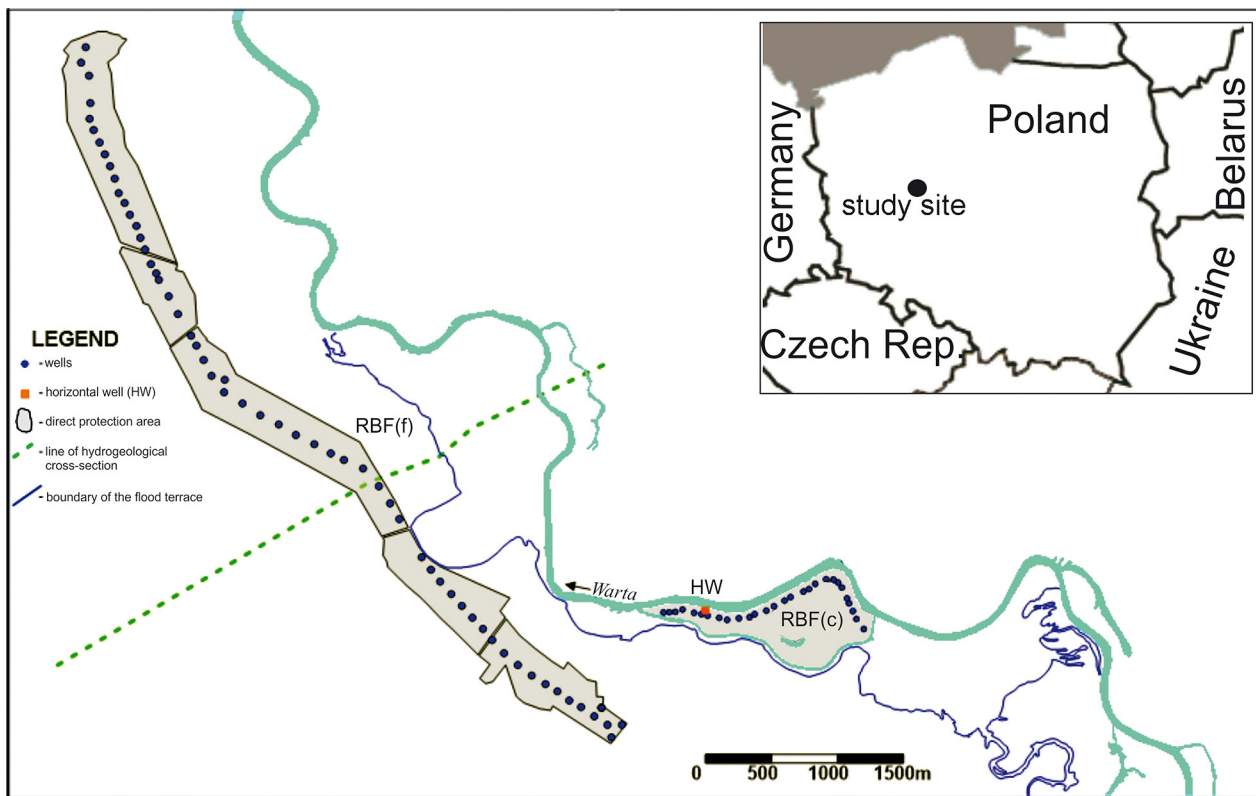 Poland
Germany
Belarus
study site
Ukraine
Czech Rep.
LEGEND
- wells
- horizontal well (HW)
- direct protection area
- line of hydrogeological
cross-section
- boundary of the flood terrace
RBF(f)
Warta
HW
RBF(c)
0 500 1000 1500m